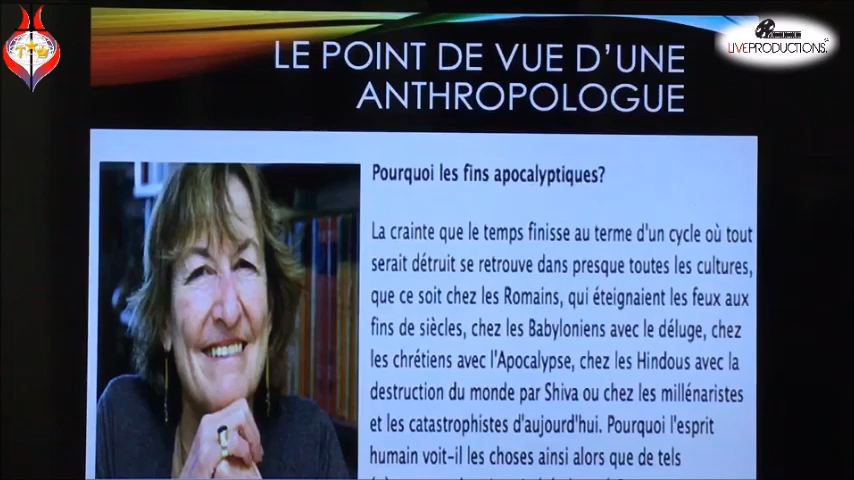 LIVEPRODUCTIONS.
LE POINT DE VUE D'UNE
ANTHROPOLOGUE
Pourquoi les fins apocalyptiques?
La crainte que le temps finisse au terme d'un cycle où tout
serait détruit se retrouve dans presque toutes les cultures,
que ce soit chez les Romains, qui éteignaient les feux aux
fins de siècles, chez les Babyloniens avec le déluge, chez
les chrétiens avec l'Apocalypse, chez les Hindous avec la
destruction du monde par Shiva ou chez les millénaristes
et les catastrophistes d'aujourd'hui. Pourquoi l'esprit
humain voit-il les choses ainsi alors que de tels